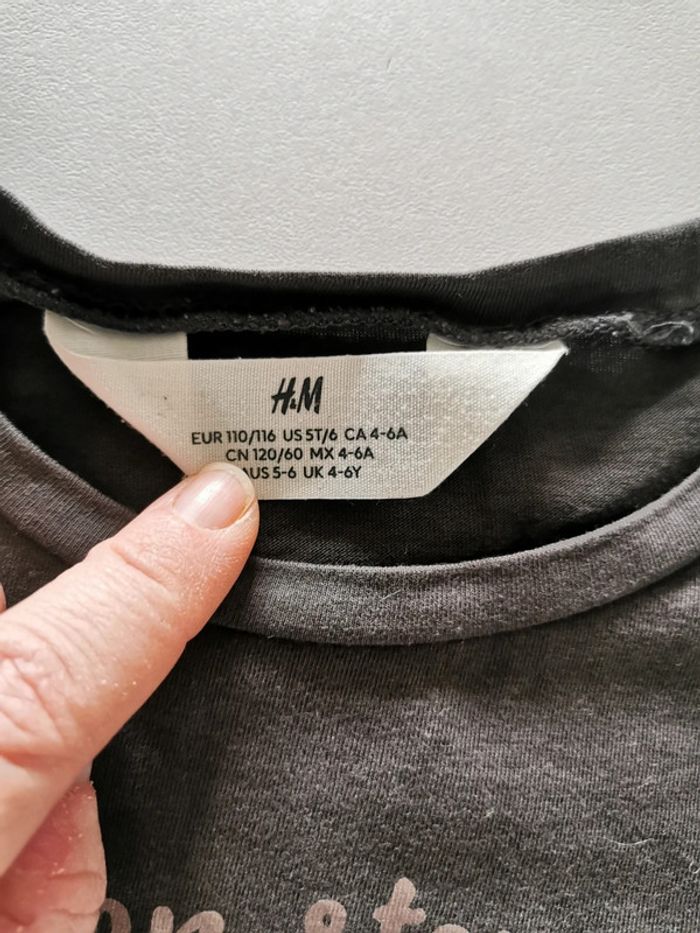 H&M
EUR 110/116 US 5T/6 CA 4-6A
CN 120/60 MX 4-6A
AUS 5-6 UK 4-6Y